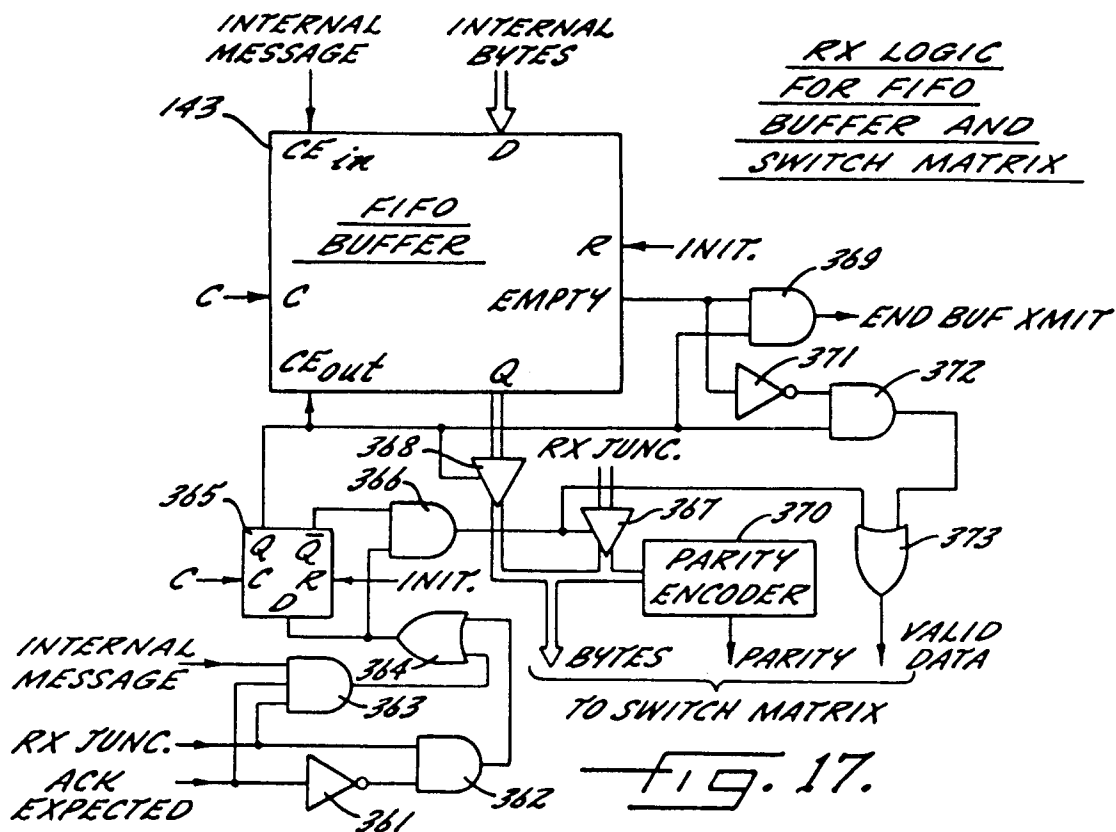 INTERNAL
MESSAGE
INTERNAL
BYTES
RX LOGIC
FOR FIFO
BUFFER AND
SWITCH MATRIX
143
CE in
D
FIFO
BUFFER
R
INIT.
C
C
EMPTY
369
END BUF XMIT
371
372
CE out
Q
368
RX JUNC.
366
367
365
370
373
Q
Q̅
C
C
R
INIT.
D
PARITY
ENCODER
364
INTERNAL
MESSAGE
363
BYTES
PARITY
VALID
DATA
TO SWITCH MATRIX
RX JUNC.
ACK
EXPECTED
361
362
fig. 17.